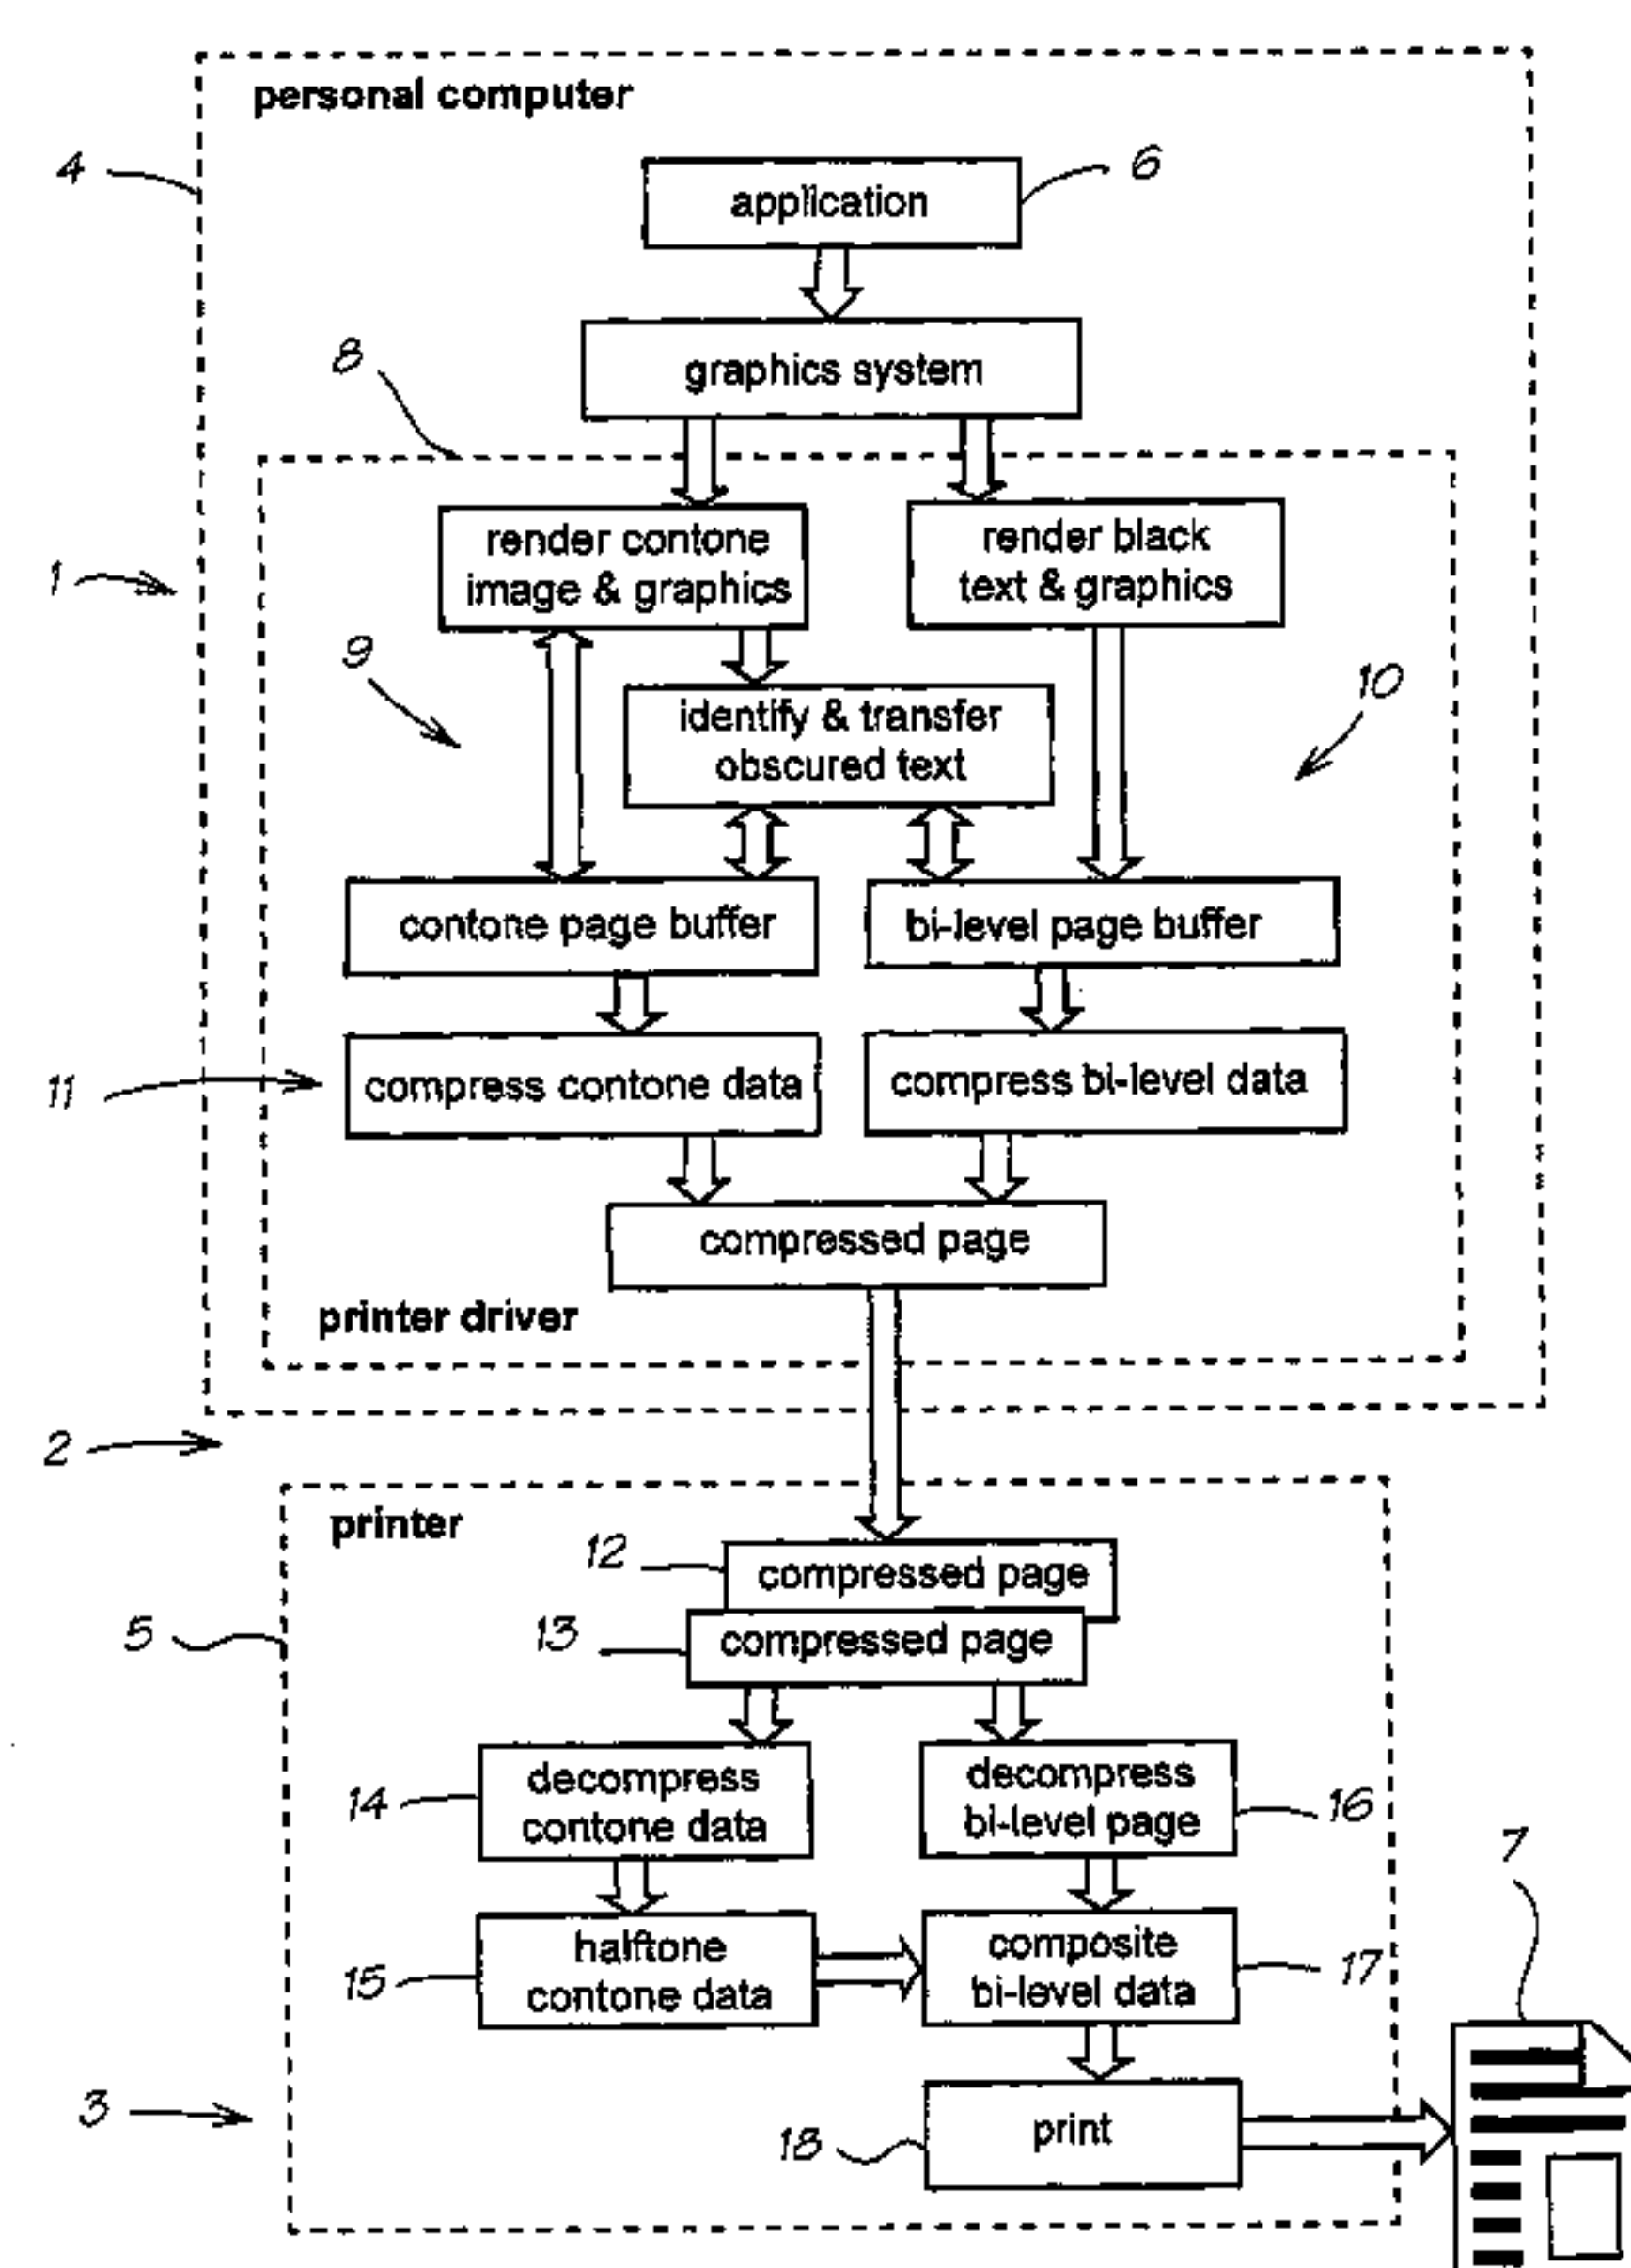 personal computer
4
application
6
graphics system
8
render contone
image & graphics
render black
text & graphics
1
9
identify & transfer
obscured text
10
contone page buffer
bi-level page buffer
11
compress contone data
compress bi-level data
compressed page
printer driver
2
printer
12
compressed page
5
13
compressed page
14
decompress
contone data
decompress
bi-level page
16
7
15
halftone
contone data
composite
bi-level data
17
3
18
print